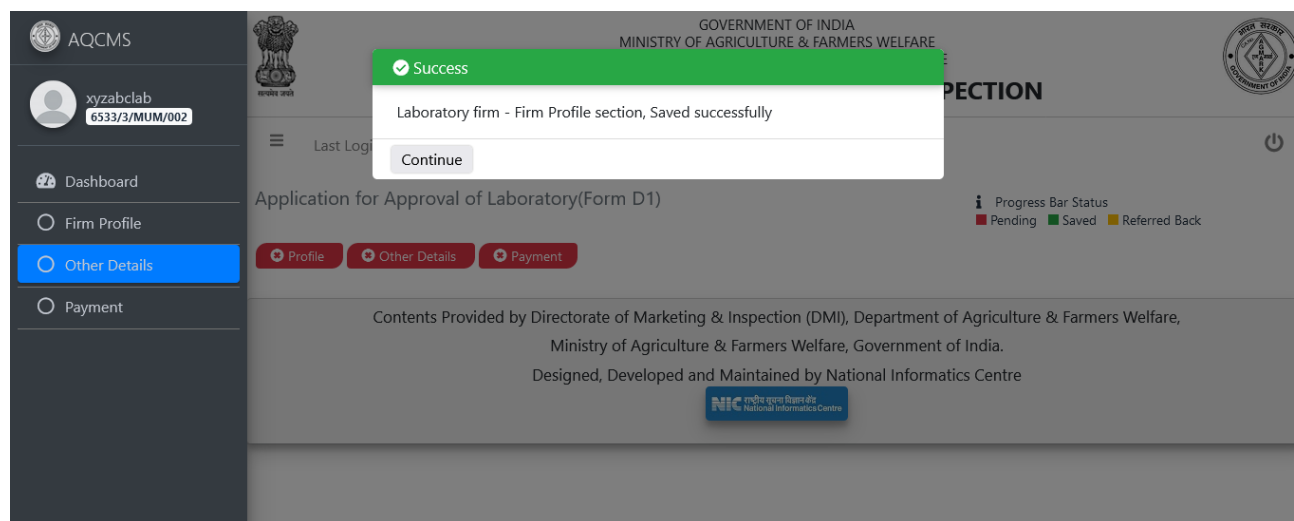 AQCMS
xyzabclab
6533/3/MUM/002
Dashboard
Firm Profile
Other Details
Payment
सत्यमेव जयते
GOVERNMENT OF INDIA
MINISTRY OF AGRICULTURE & FARMERS WELFARE
E
PECTION
Success
Laboratory firm - Firm Profile section, Saved successfully
Continue
Last Logi
Application for Approval of Laboratory(Form D1)
Progress Bar Status
Pending Saved Referred Back
Profile Other Details Payment
Contents Provided by Directorate of Marketing & Inspection (DMI), Department of Agriculture & Farmers Welfare,
Ministry of Agriculture & Farmers Welfare, Government of India.
Designed, Developed and Maintained by National Informatics Centre
NIC राष्ट्रीय सूचना विज्ञान केंद्र
National Informatics Centre